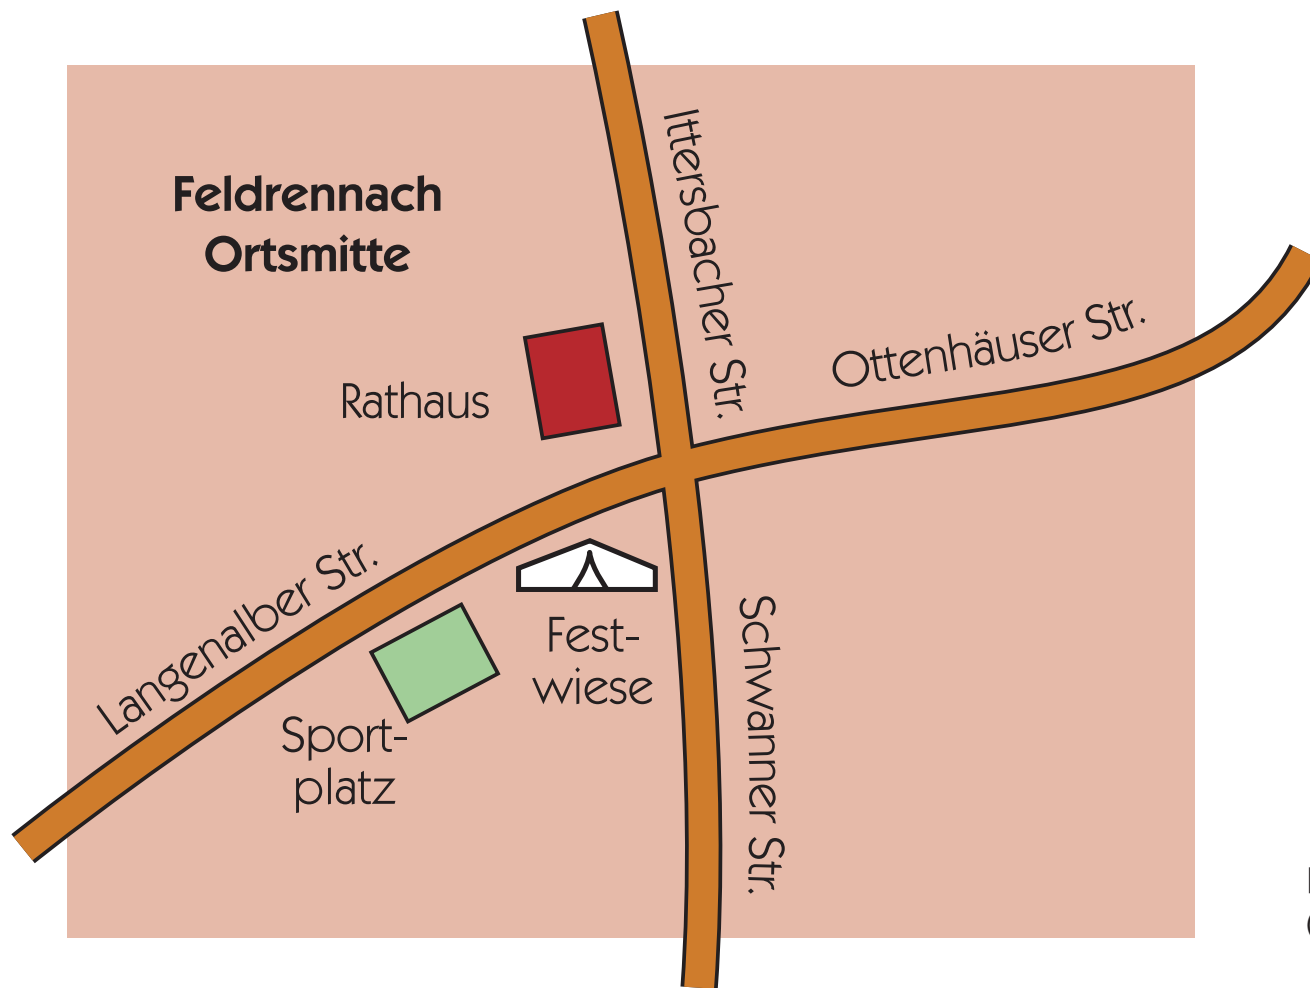 Feldrennach
Ortsmitte
Ittersbacher Str.
Ottenhäuser Str.
Rathaus
Langenalber Str.
Fest-
wiese
Schwanner Str.
Sport-
platz